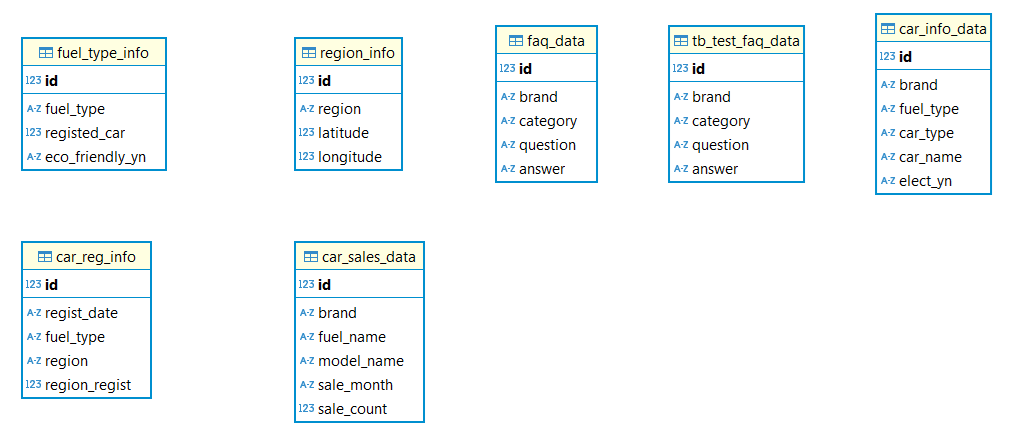 fuel_type_info
123 id
A-Z fuel_type
123 registed_car
A-Z eco_friendly_yn
region_info
123 id
A-Z region
123 latitude
123 longitude
faq_data
123 id
A-Z brand
A-Z category
A-Z question
A-Z answer
tb_test_faq_data
123 id
A-Z brand
A-Z category
A-Z question
A-Z answer
car_info_data
123 id
A-Z brand
A-Z fuel_type
A-Z car_type
A-Z car_name
A-Z elect_yn
car_reg_info
123 id
A-Z regist_date
A-Z fuel_type
A-Z region
123 region_regist
car_sales_data
123 id
A-Z brand
A-Z fuel_name
A-Z model_name
A-Z sale_month
123 sale_count